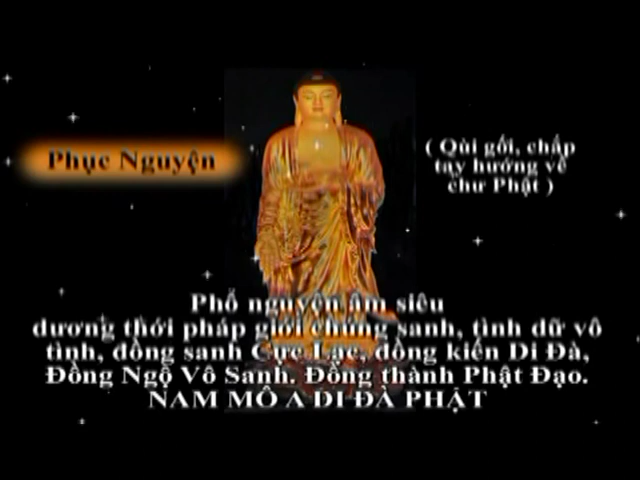 Phục Nguyện
( Qùi gối, chắp
tay hướng về
chư Phật )
Phổ nguyện âm siêu
dương thới pháp giới chúng sanh, tình dữ vô
tình, đồng sanh Cực Lạc, đồng kiến Di Đà,
Đồng Ngộ Vô Sanh. Đồng thành Phật Đạo.
NAM MÔ A DI ĐÀ PHẬT